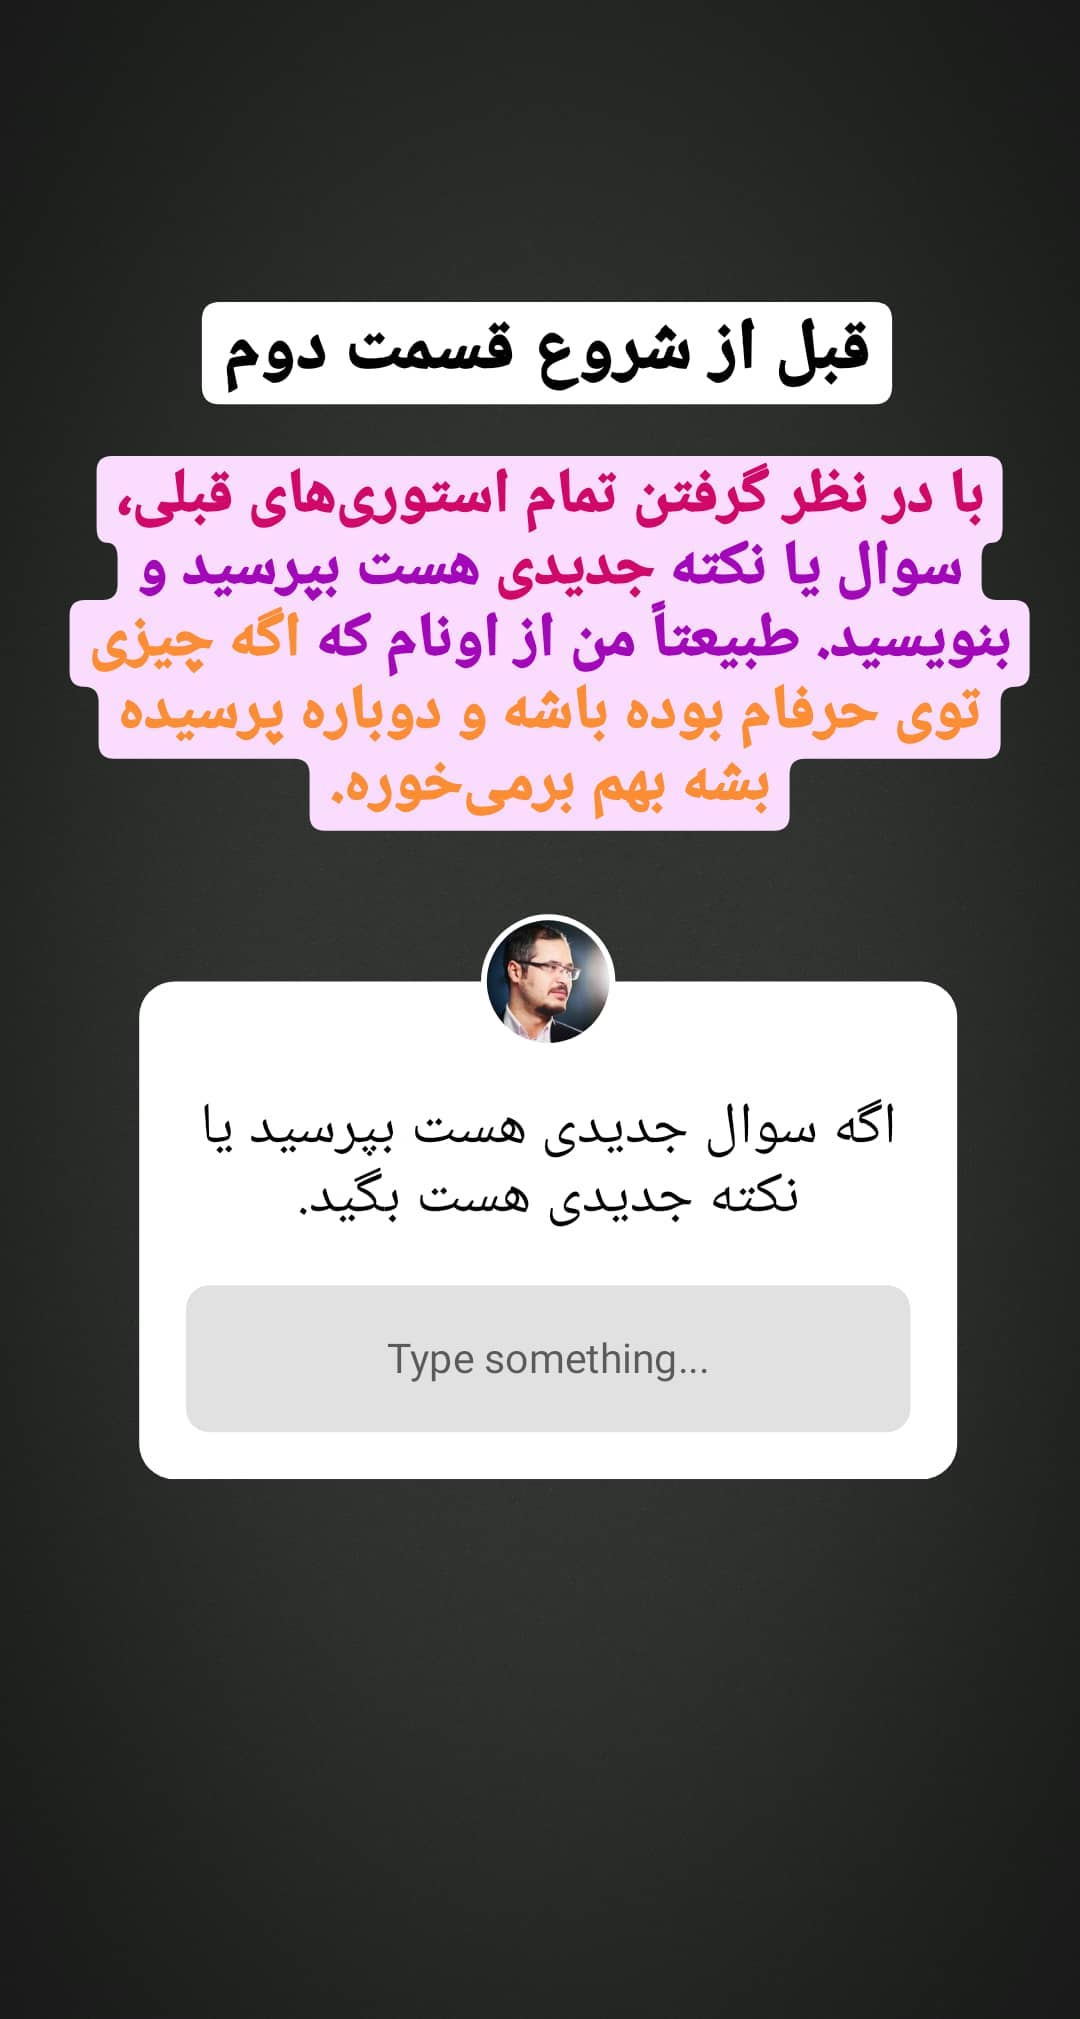 قبل از شروع قسمت دوم
با در نظر گرفتن تمام استوری‌های قبلی،
سوال یا نکته جدیدی هست بپرسید و
بنویسید. طبیعتاً من از اونام که اگه چیزی
توی حرفام بوده باشه و دوباره پرسیده
بشه بهم برمی‌خوره.
اگه سوال جدیدی هست بپرسید یا
نکته جدیدی هست بگید.
Type something...